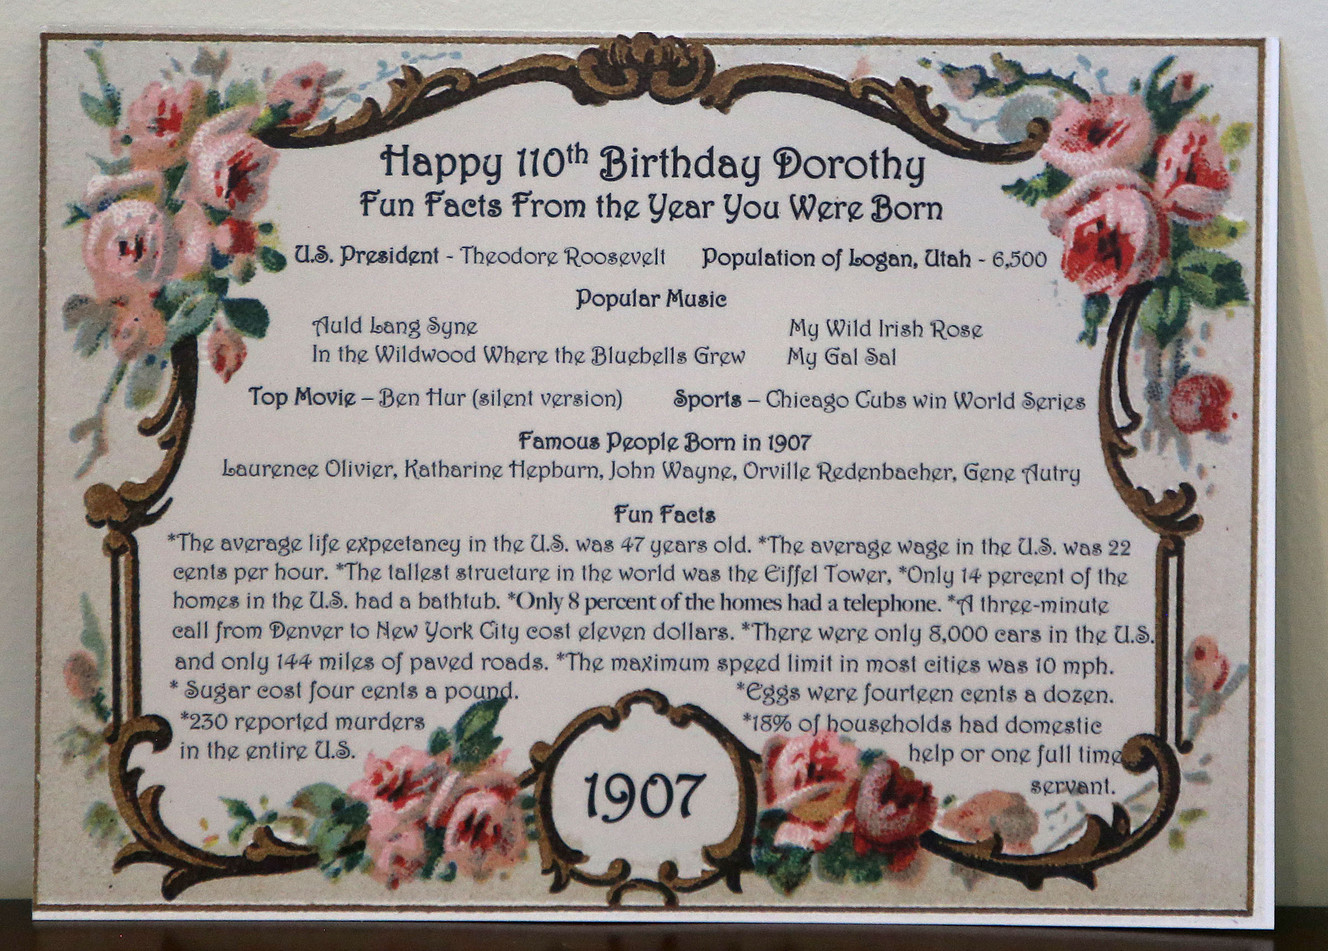 Happy 110th Birthday Dorothy
Fun Facts From the Year You Were Born
U.S. President - Theodore Roosevelt Population of Logan, Utah - 6,500
Popular Music
Auld Lang Syne My Wild Irish Rose
In the Wildwood Where the Bluebells Grew My Gal Sal
Top Movie – Ben Hur (silent version) Sports – Chicago Cubs win World Series
Famous People Born in 1907
Laurence Olivier, Katharine Hepburn, John Wayne, Orville Redenbacher, Gene Autry
Fun Facts
*The average life expectancy in the U.S. was 47 years old. *The average wage in the U.S. was 22
cents per hour. *The tallest structure in the world was the Eiffel Tower, *Only 14 percent of the
homes in the U.S. had a bathtub. *Only 8 percent of the homes had a telephone. *A three-minute
call from Denver to New York City cost eleven dollars. *There were only 8,000 cars in the U.S.
and only 144 miles of paved roads. *The maximum speed limit in most cities was 10 mph.
* Sugar cost four cents a pound. *Eggs were fourteen cents a dozen.
*230 reported murders *18% of households had domestic
in the entire U.S. help or one full time
servant.
1907